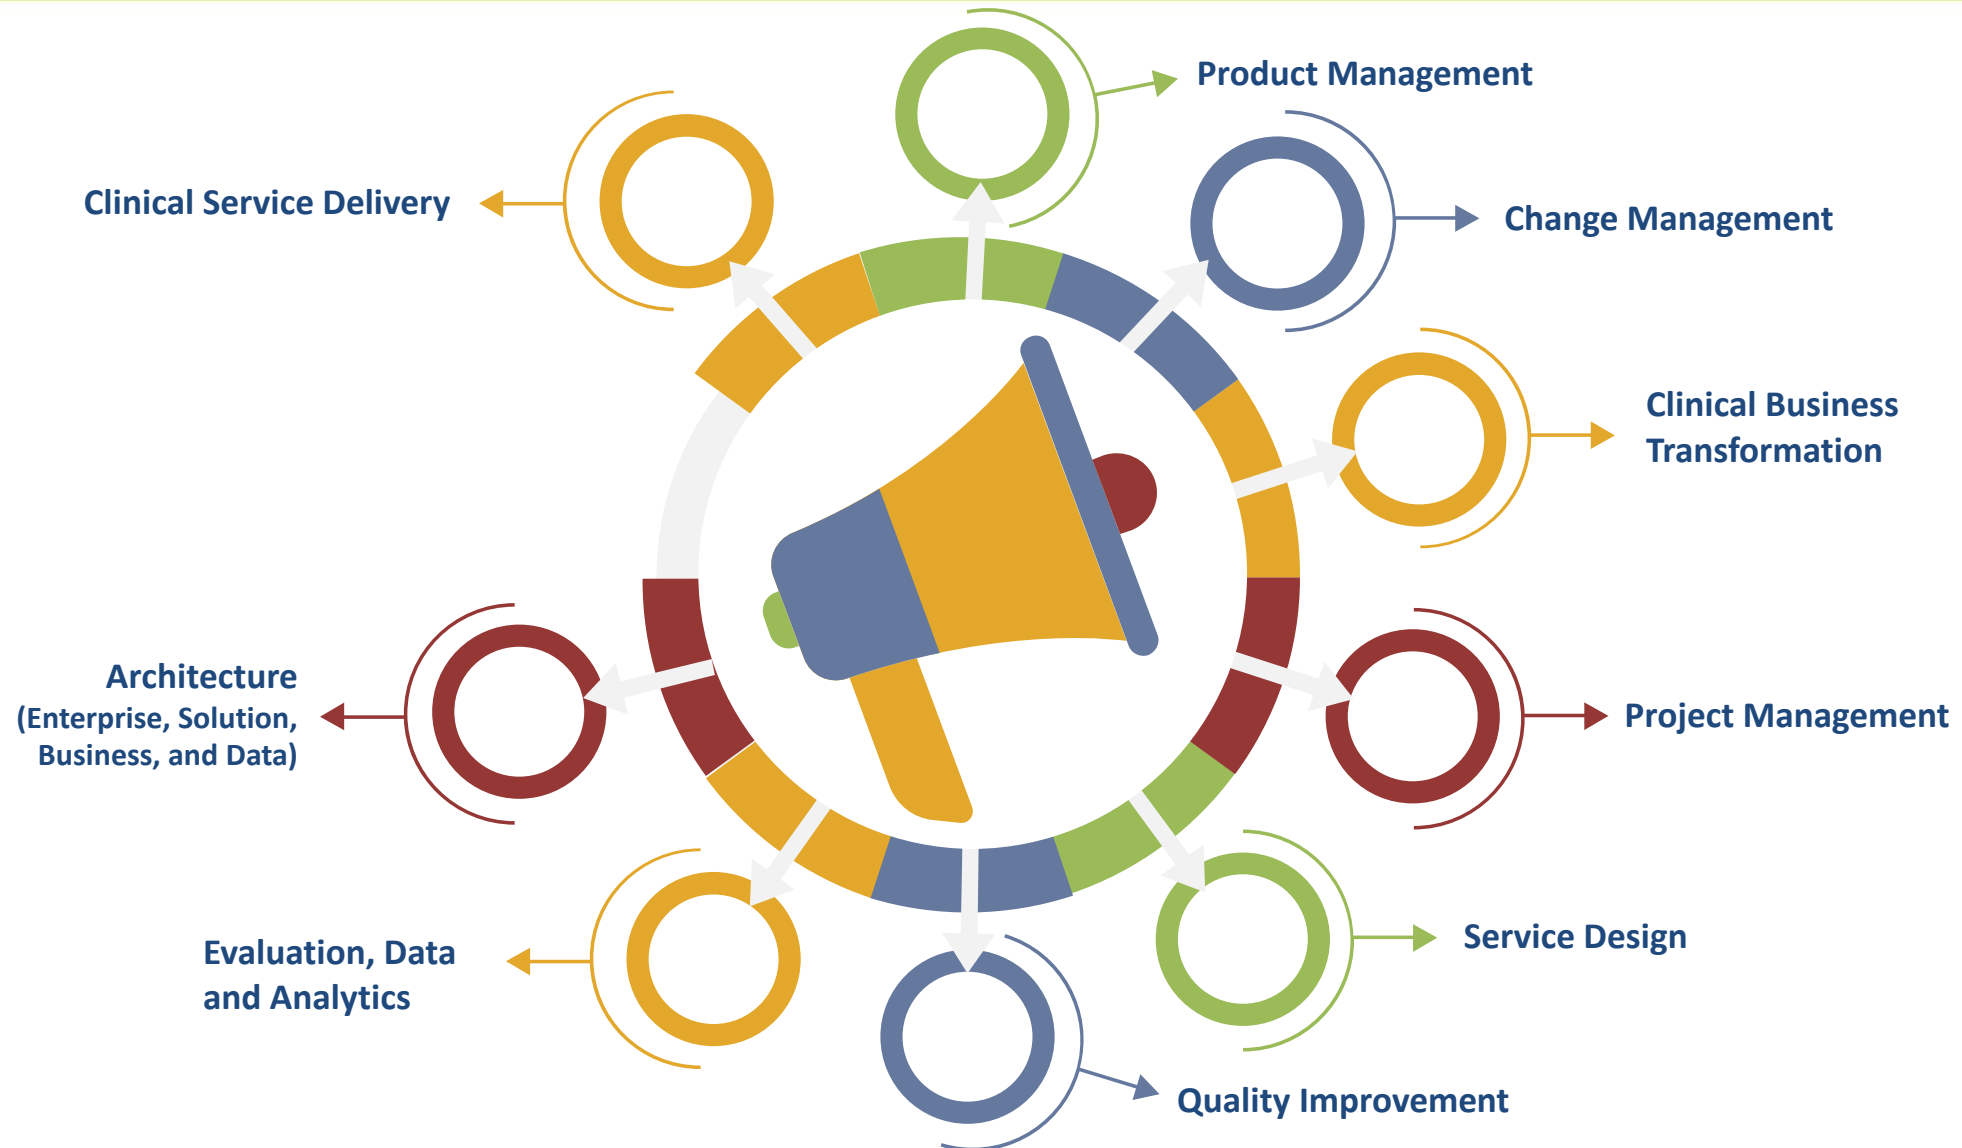 Product Management
Change Management
Clinical Service Delivery
Clinical Business
Transformation
Architecture
(Enterprise, Solution,
Business, and Data)
Project Management
Evaluation, Data
and Analytics
Service Design
Quality Improvement